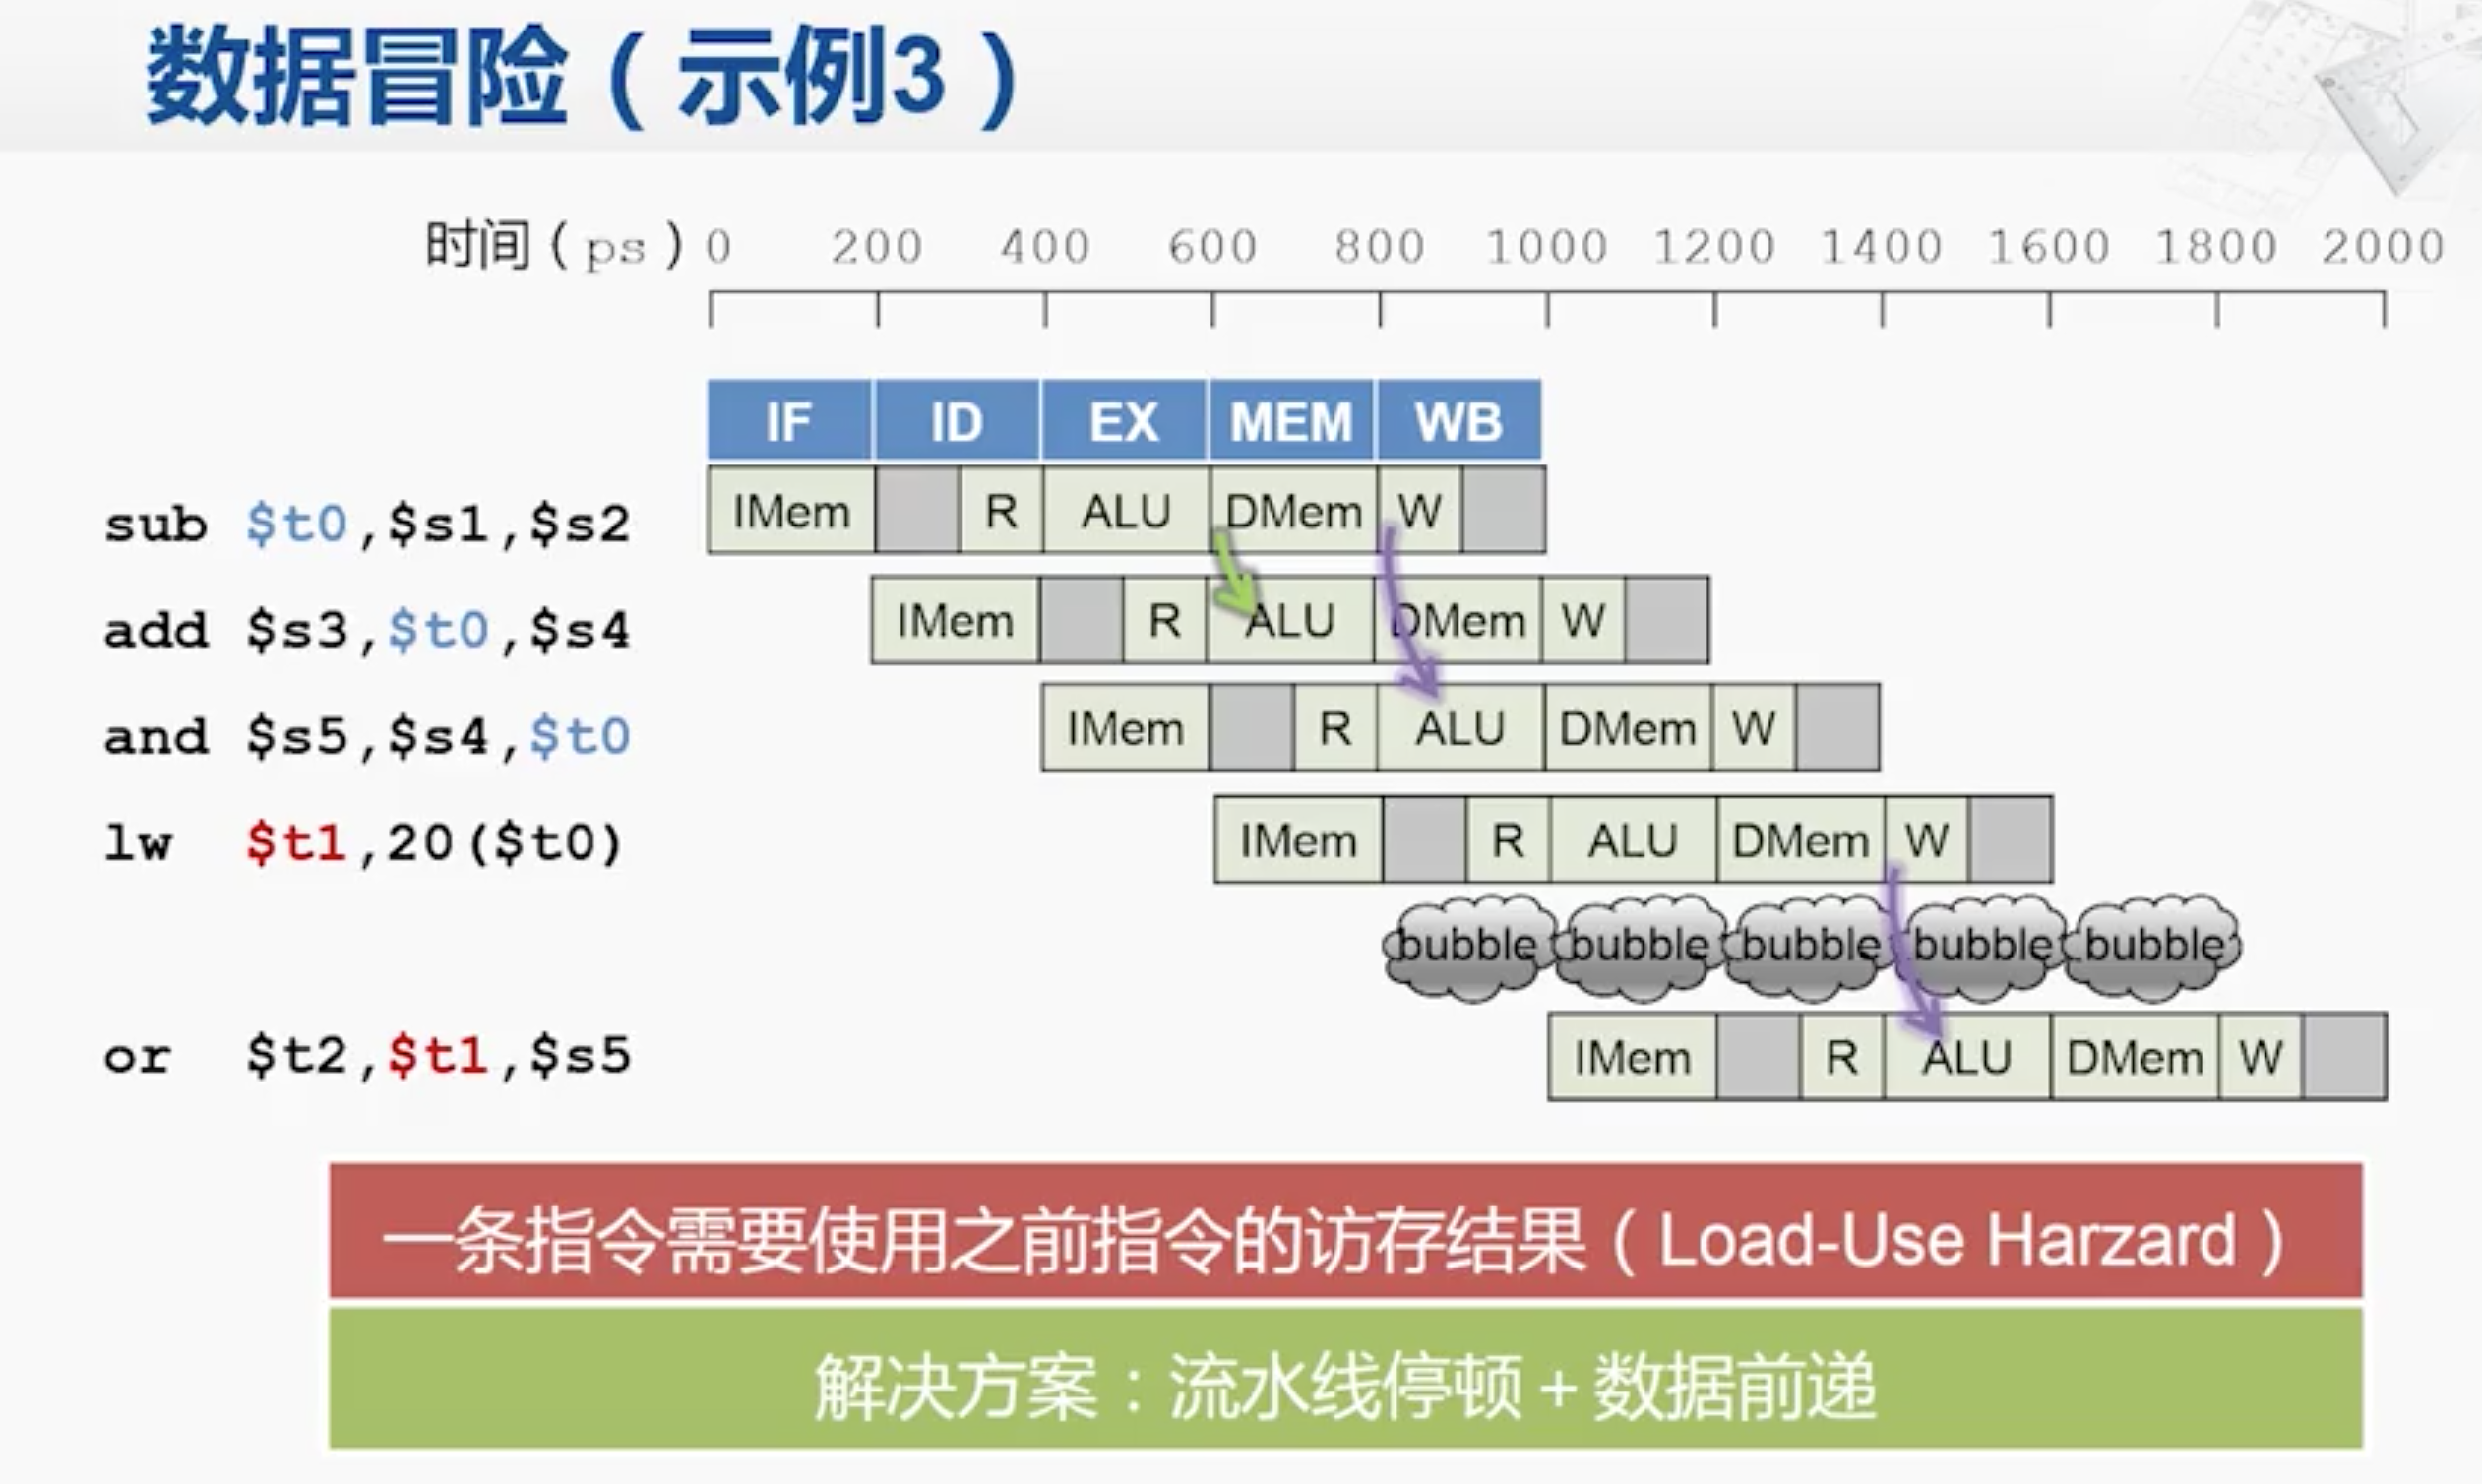 数据冒险（示例3）
时间（ps）0 200 400 600 800 1000 1200 1400 1600 1800 2000
IF ID EX MEM WB
sub $t0,$s1,$s2 IMem R ALU DMem W
add $s3,$t0,$s4 IMem R ALU DMem W
and $s5,$s4,$t0 IMem R ALU DMem W
lw $t1,20($t0) IMem R ALU DMem W
bubble bubble bubble bubble bubble
or $t2,$t1,$s5 IMem R ALU DMem W
一条指令需要使用之前指令的访存结果（Load-Use Harzard）
解决方案：流水线停顿+数据前递